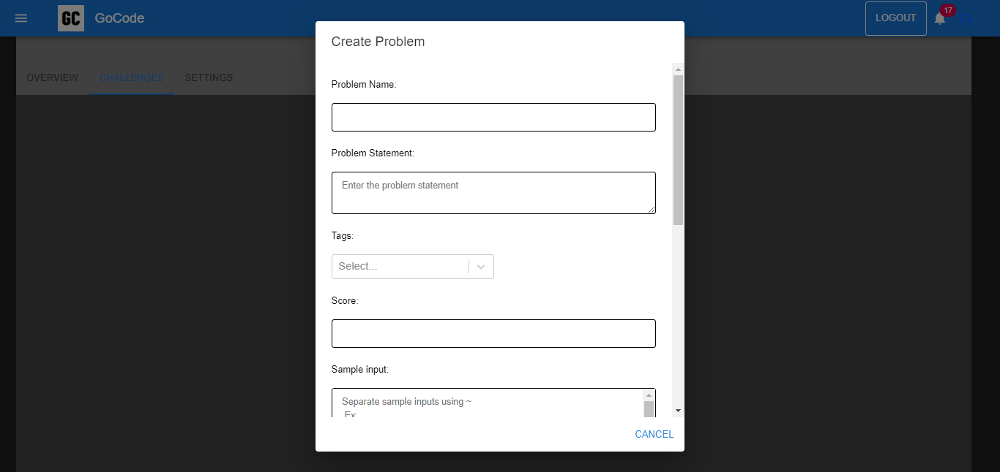 GC GoCode LOGOUT 17
Create Problem
OVERVIEW CHALLENGES SETTINGS
Problem Name:
Problem Statement:
Enter the problem statement
Tags:
Select...
Score:
Sample input:
Separate sample inputs using ~
Ex:
CANCEL